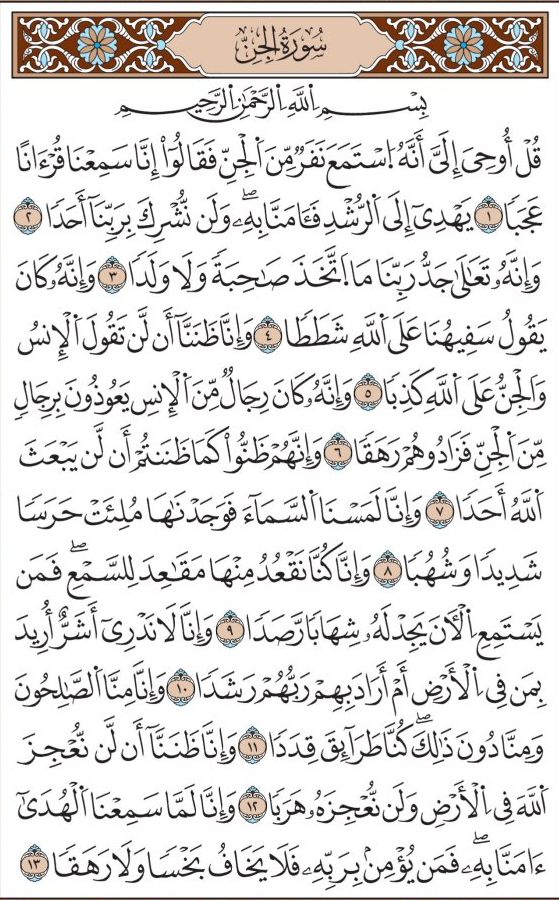 سُورَةُ الجِنّ
بِسْمِ ٱللَّهِ ٱلرَّحْمَٰنِ ٱلرَّحِيمِ
قُلْ أُوحِىَ إِلَىَّ أَنَّهُ ٱسْتَمَعَ نَفَرٌ مِّنَ ٱلْجِنِّ فَقَالُوٓا۟ إِنَّا سَمِعْنَا قُرْءَانًا
عَجَبًا ١ يَهْدِىٓ إِلَى ٱلرُّشْدِ فَـَٔامَنَّا بِهِۦۖ وَلَن نُّشْرِكَ بِرَبِّنَآ أَحَدًا ٢
وَإِنَّهُۥ تَعَٰلَىٰ جَدُّ رَبِّنَا مَا ٱتَّخَذَ صَٰحِبَةً وَلَا وَلَدًا ٣ وَإِنَّهُۥ كَانَ
يَقُولُ سَفِيهُنَا عَلَى ٱللَّهِ شَطَطًا ٤ وَإِنَّا ظَنَنَّآ أَن لَّن تَقُولَ ٱلْإِنسُ
وَٱلْجِنُّ عَلَى ٱللَّهِ كَذِبًا ٥ وَإِنَّهُۥ كَانَ رِجَالٌ مِّنَ ٱلْإِنسِ يَعُوذُونَ بِرِجَالٍ
مِّنَ ٱلْجِنِّ فَزَادُوهُمْ رَهَقًا ٦ وَإِنَّهُمْ ظَنُّوا۟ كَمَا ظَنَنتُمْ أَن لَّن يَبْعَثَ
ٱللَّهُ أَحَدًا ٧ وَإِنَّا لَمَسْنَا ٱلسَّمَآءَ فَوَجَدْنَٰهَا مُلِئَتْ حَرَسًا
شَدِيدًا وَشُهُبًا ٨ وَإِنَّا كُنَّا نَقْعُدُ مِنْهَا مَقَٰعِدَ لِلسَّمْعِۖ فَمَن
يَسْتَمِعِ ٱلْـَٔانَ يَجِدْ لَهُۥ شِهَابًا رَّصَدًا ٩ وَإِنَّا لَا نَدْرِىٓ أَشَرٌّ أُرِيدَ
بِمَن فِى ٱلْأَرْضِ أَمْ أَرَادَ بِهِمْ رَبُّهُمْ رَشَدًا ١٠ وَإِنَّا مِنَّا ٱلصَّٰلِحُونَ
وَمِنَّا دُونَ ذَٰلِكَۖ كُنَّا طَرَآئِقَ قِدَدًا ١١ وَإِنَّا ظَنَنَّآ أَن لَّن نُّعْجِزَ
ٱللَّهَ فِى ٱلْأَرْضِ وَلَن نُّعْجِزَهُۥ هَرَبًا ١٢ وَإِنَّا لَمَّا سَمِعْنَا ٱلْهُدَىٰٓ
ءَامَنَّا بِهِۦۖ فَمَن يُؤْمِنۢ بِرَبِّهِۦ فَلَا يَخَافُ بَخْسًا وَلَا رَهَقًا ١٣